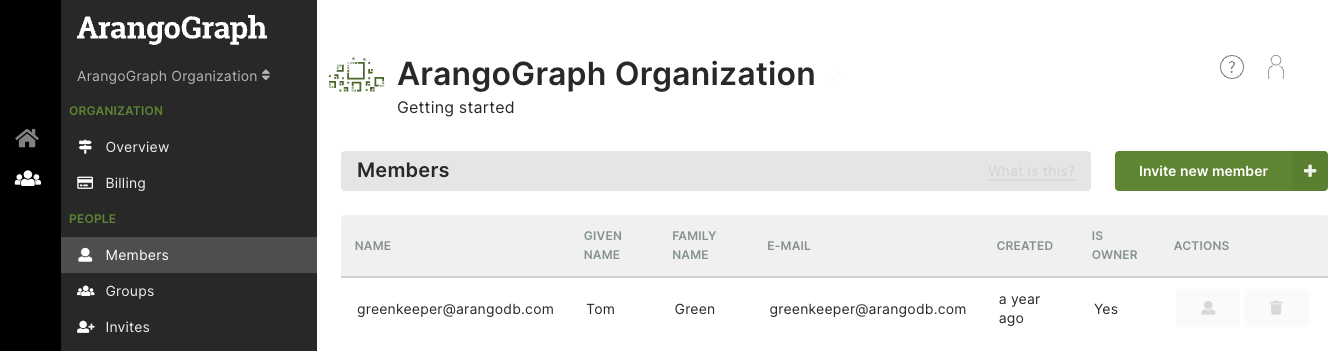 ArangoGraph
ArangoGraph Organization
ORGANIZATION
Overview
Billing
PEOPLE
Members
Groups
Invites
ArangoGraph Organization
Getting started
?
Members
What is this?
Invite new member +
NAME
GIVEN
NAME
FAMILY
NAME
E-MAIL
CREATED
IS
OWNER
ACTIONS
greenkeeper@arangodb.com
Tom
Green
greenkeeper@arangodb.com
a year
ago
Yes